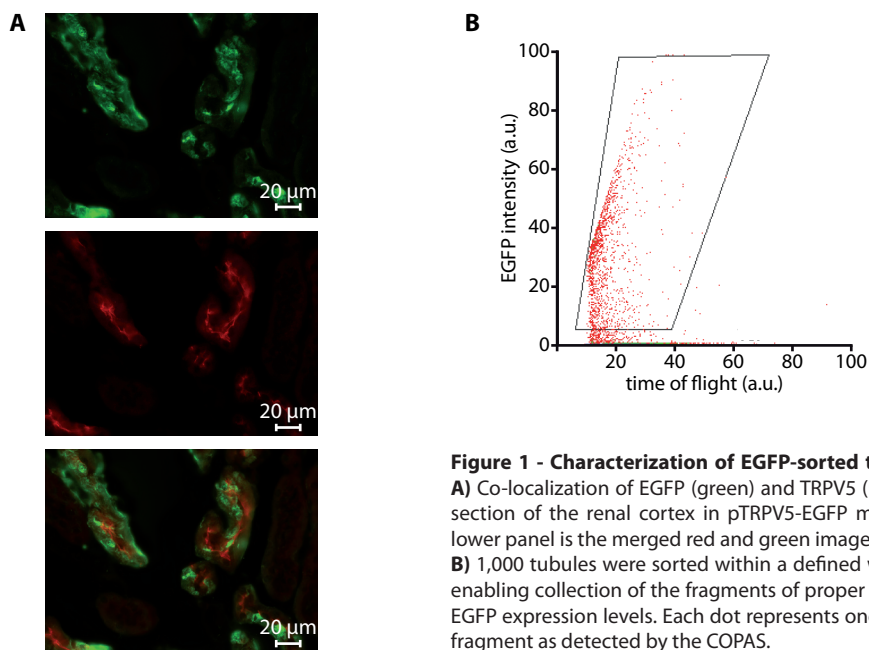 A
20 µm
20 µm
20 µm
B
EGFP intensity (a.u.)
100
80
60
40
20
0
20 40 60 80 100
time of flight (a.u.)
Figure 1 - Characterization of EGFP-sorted
A) Co-localization of EGFP (green) and TRPV5
section of the renal cortex in pTRPV5-EGFP
lower panel is the merged red and green image
B) 1,000 tubules were sorted within a defined
enabling collection of the fragments of proper
EGFP expression levels. Each dot represents
fragment as detected by the COPAS.